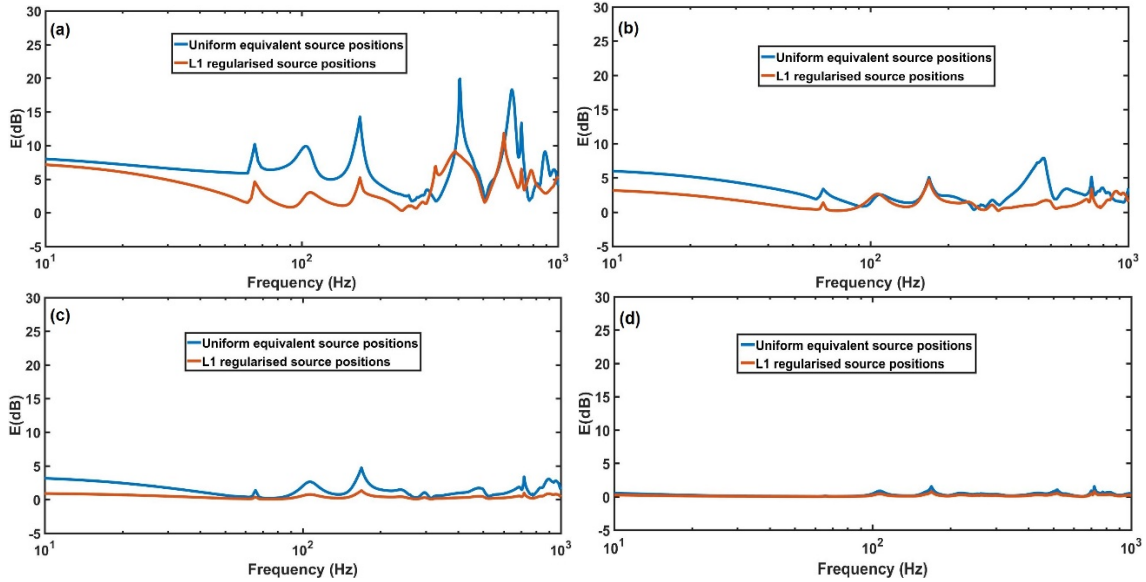 (a)
Uniform equivalent source positions
L1 regularised source positions
E(dB)
30
25
20
15
10
5
0
-5
10^1
10^2
10^3
Frequency (Hz)
(b)
Uniform equivalent source positions
L1 regularised source positions
E(dB)
30
25
20
15
10
5
0
-5
10^1
10^2
10^3
Frequency (Hz)
(c)
Uniform equivalent source positions
L1 regularised source positions
E(dB)
30
25
20
15
10
5
0
-5
10^1
10^2
10^3
Frequency (Hz)
(d)
Uniform equivalent source positions
L1 regularised source positions
E(dB)
30
25
20
15
10
5
0
-5
10^1
10^2
10^3
Frequency (Hz)